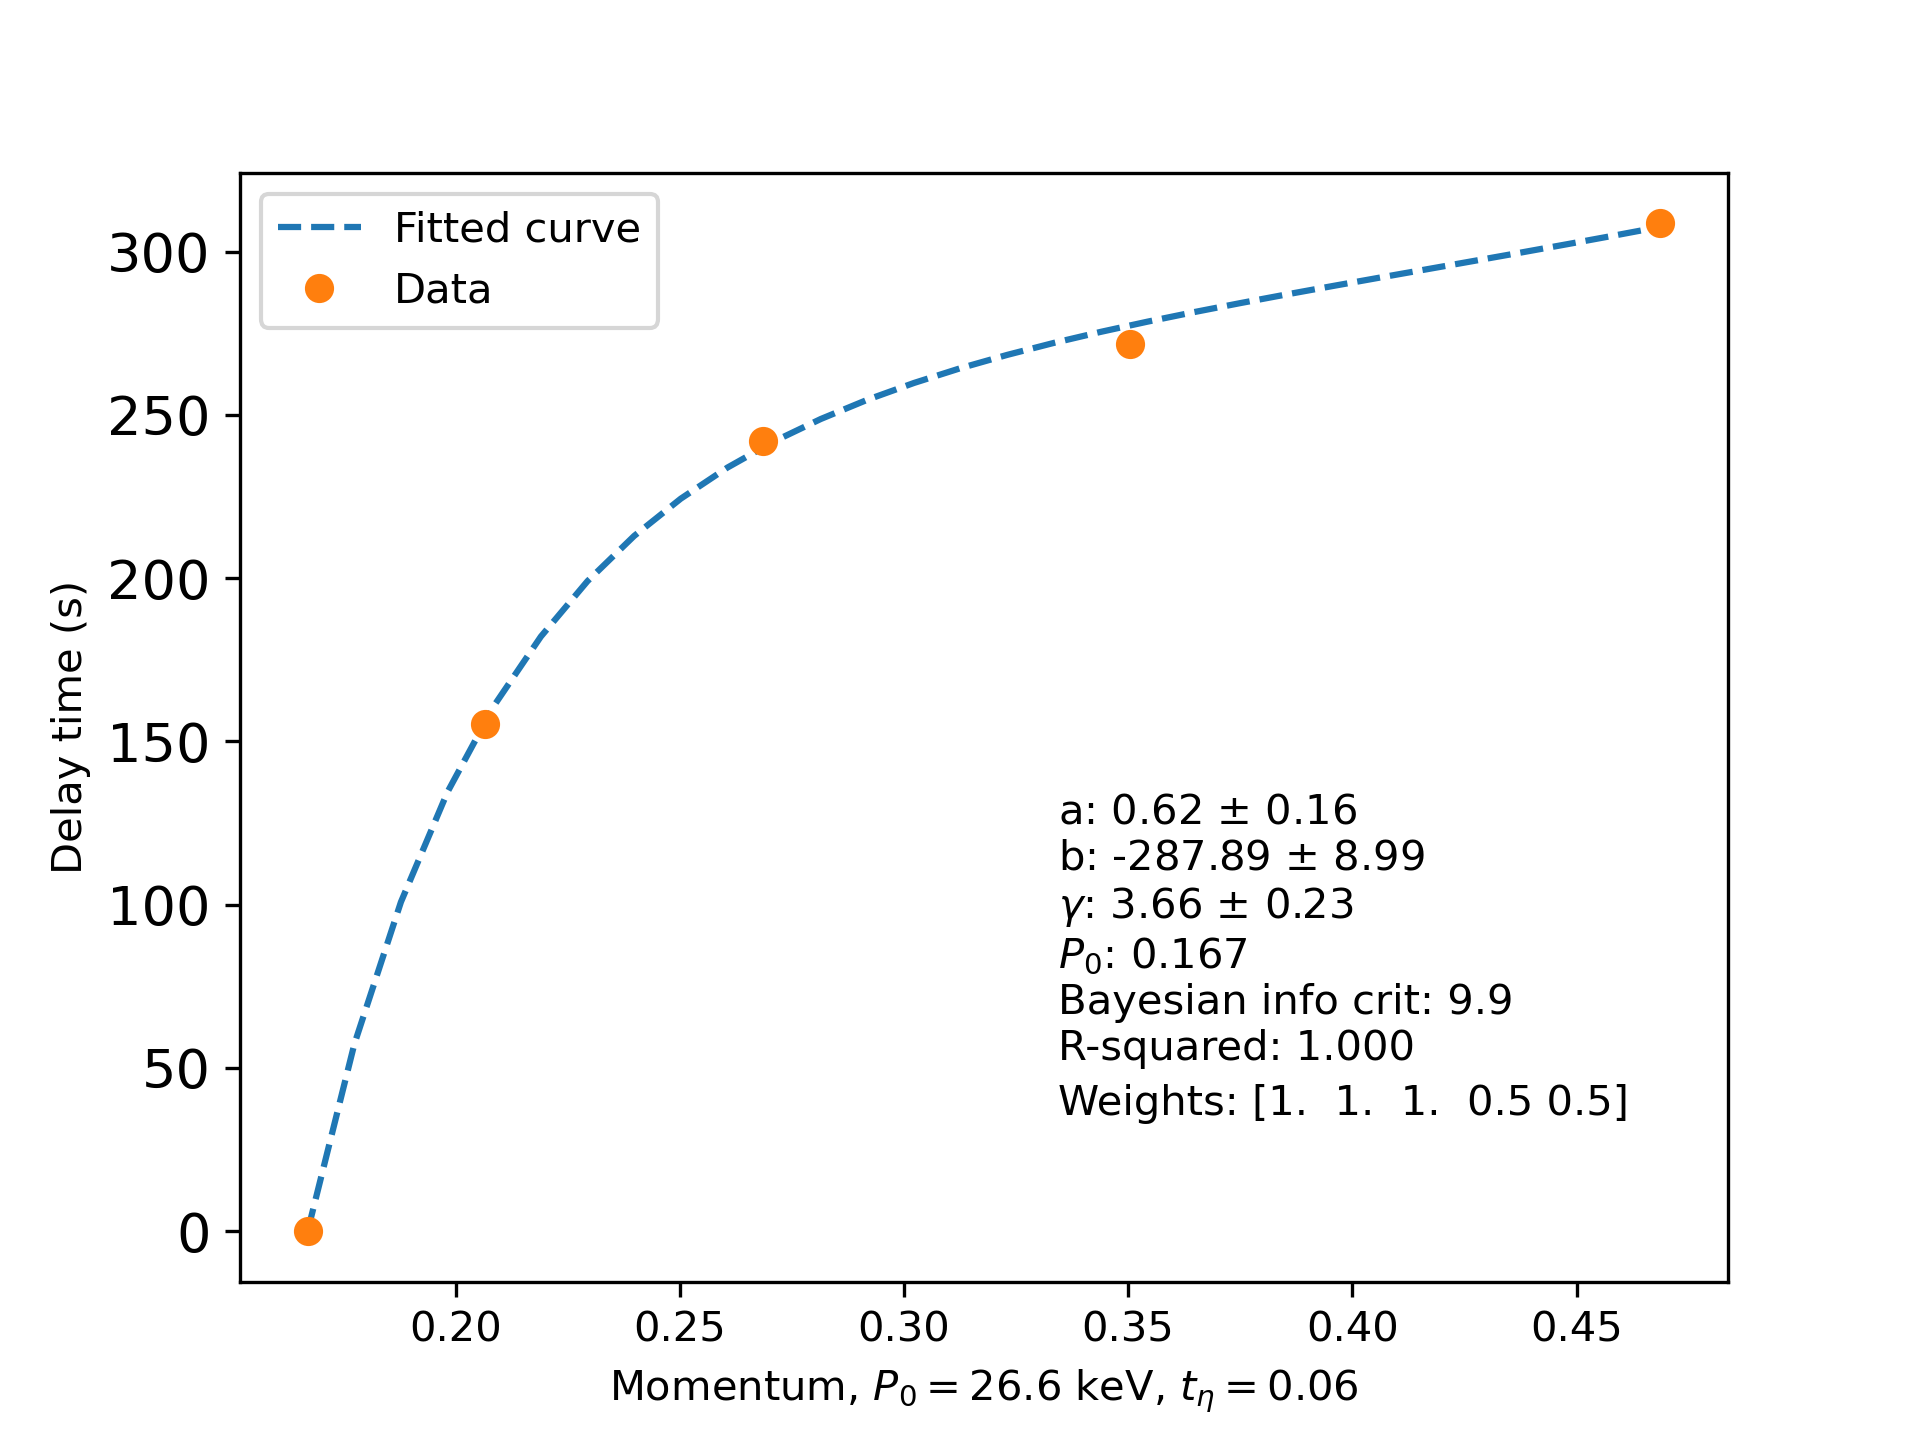 Fitted curve
Data
300
250
200
150
100
50
0
Delay time (s)
a: 0.62 ± 0.16
b: -287.89 ± 8.99
γ: 3.66 ± 0.23
P₀: 0.167
Bayesian info crit: 9.9
R-squared: 1.000
Weights: [1.  1.  1.  0.5 0.5]
0.20 0.25 0.30 0.35 0.40 0.45
Momentum, P₀ = 26.6 keV, t_η = 0.06